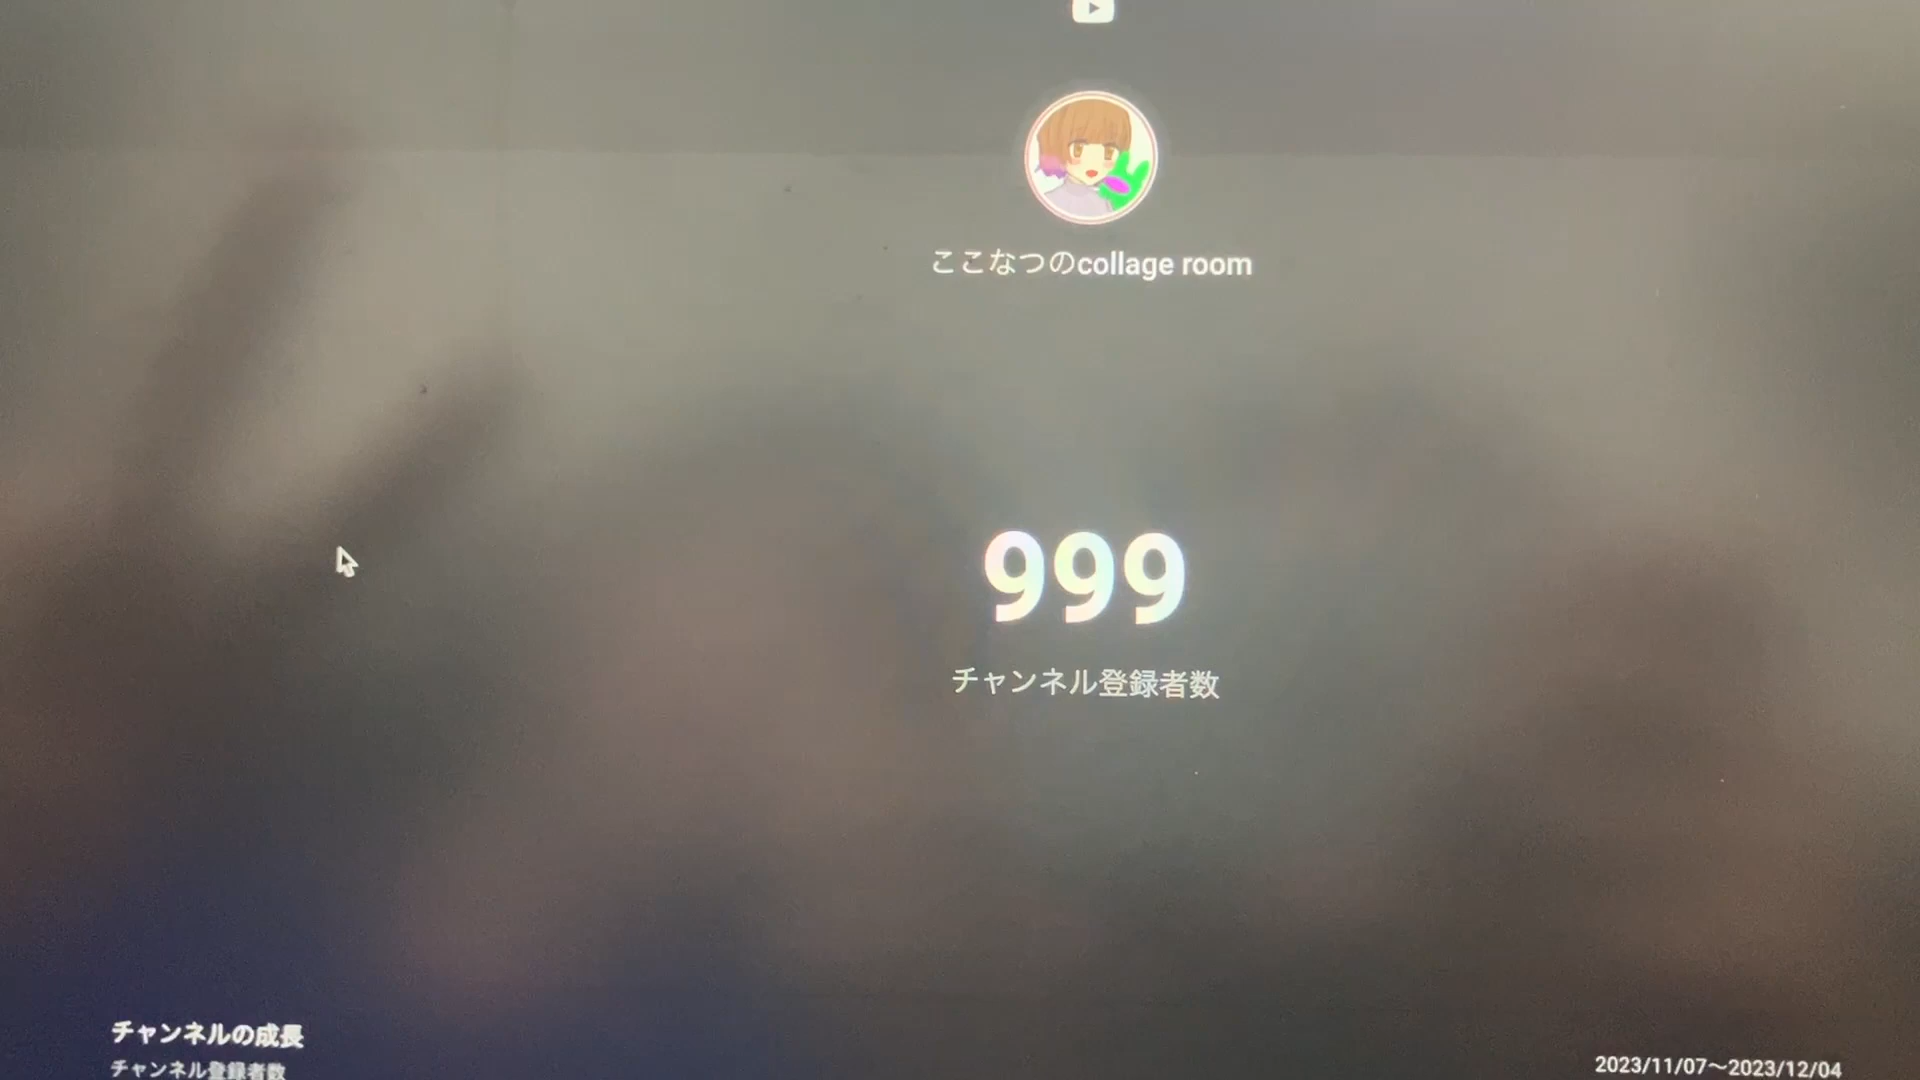 ここなつのcollage room
999
チャンネル登録者数
チャンネルの成長
チャンネル登録者数
2023/11/07～2023/12/04